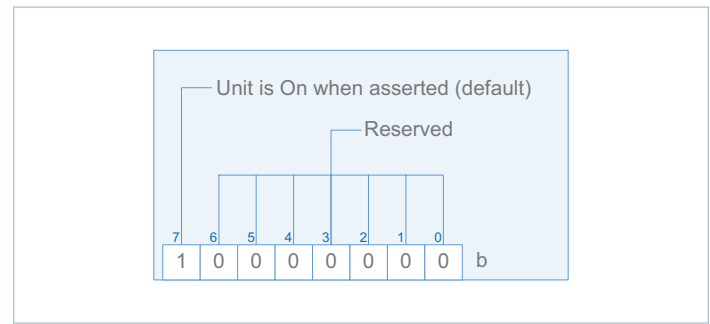 Unit is On when asserted (default)
Reserved
7 6 5 4 3 2 1 0
1 0 0 0 0 0 0 0 b